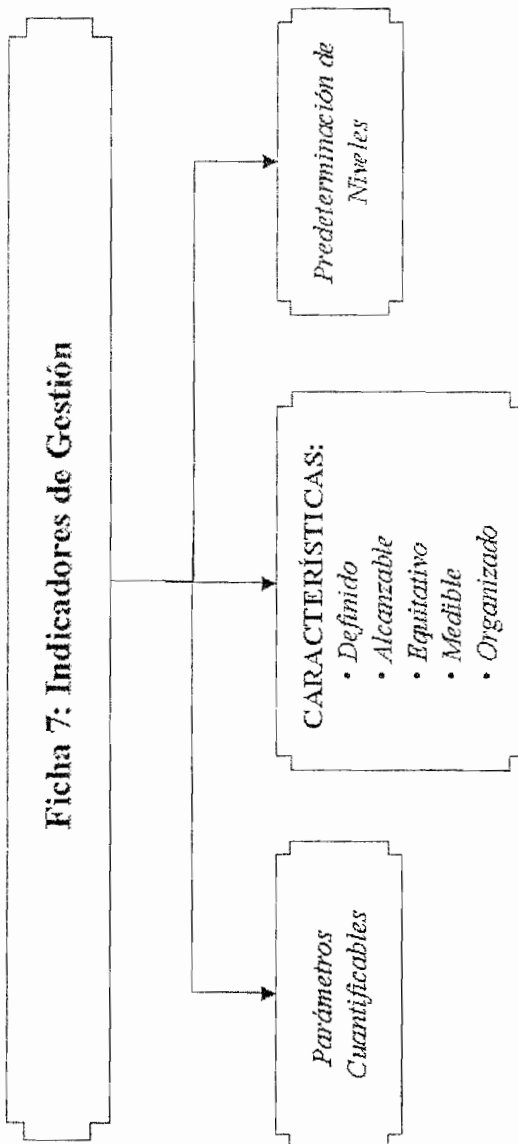 Ficha 7: Indicadores de Gestión
Parámetros
Cuantificables
CARACTERÍSTICAS:
• Definido
• Alcanzable
• Equitativo
• Medible
• Organizado
Predeterminación de
Niveles